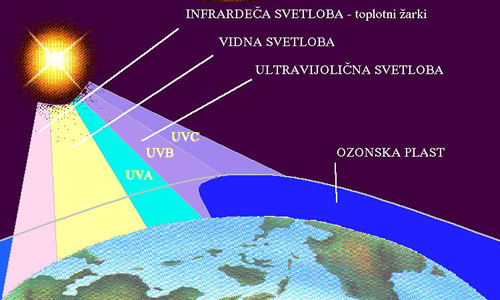 INFRARDEČA SVETLOBA - toplotni žarki
VIDNA SVETLOBA
ULTRAVIJOLIČNA SVETLOBA
UVC
UVB
OZONSKA PLAST
UVA